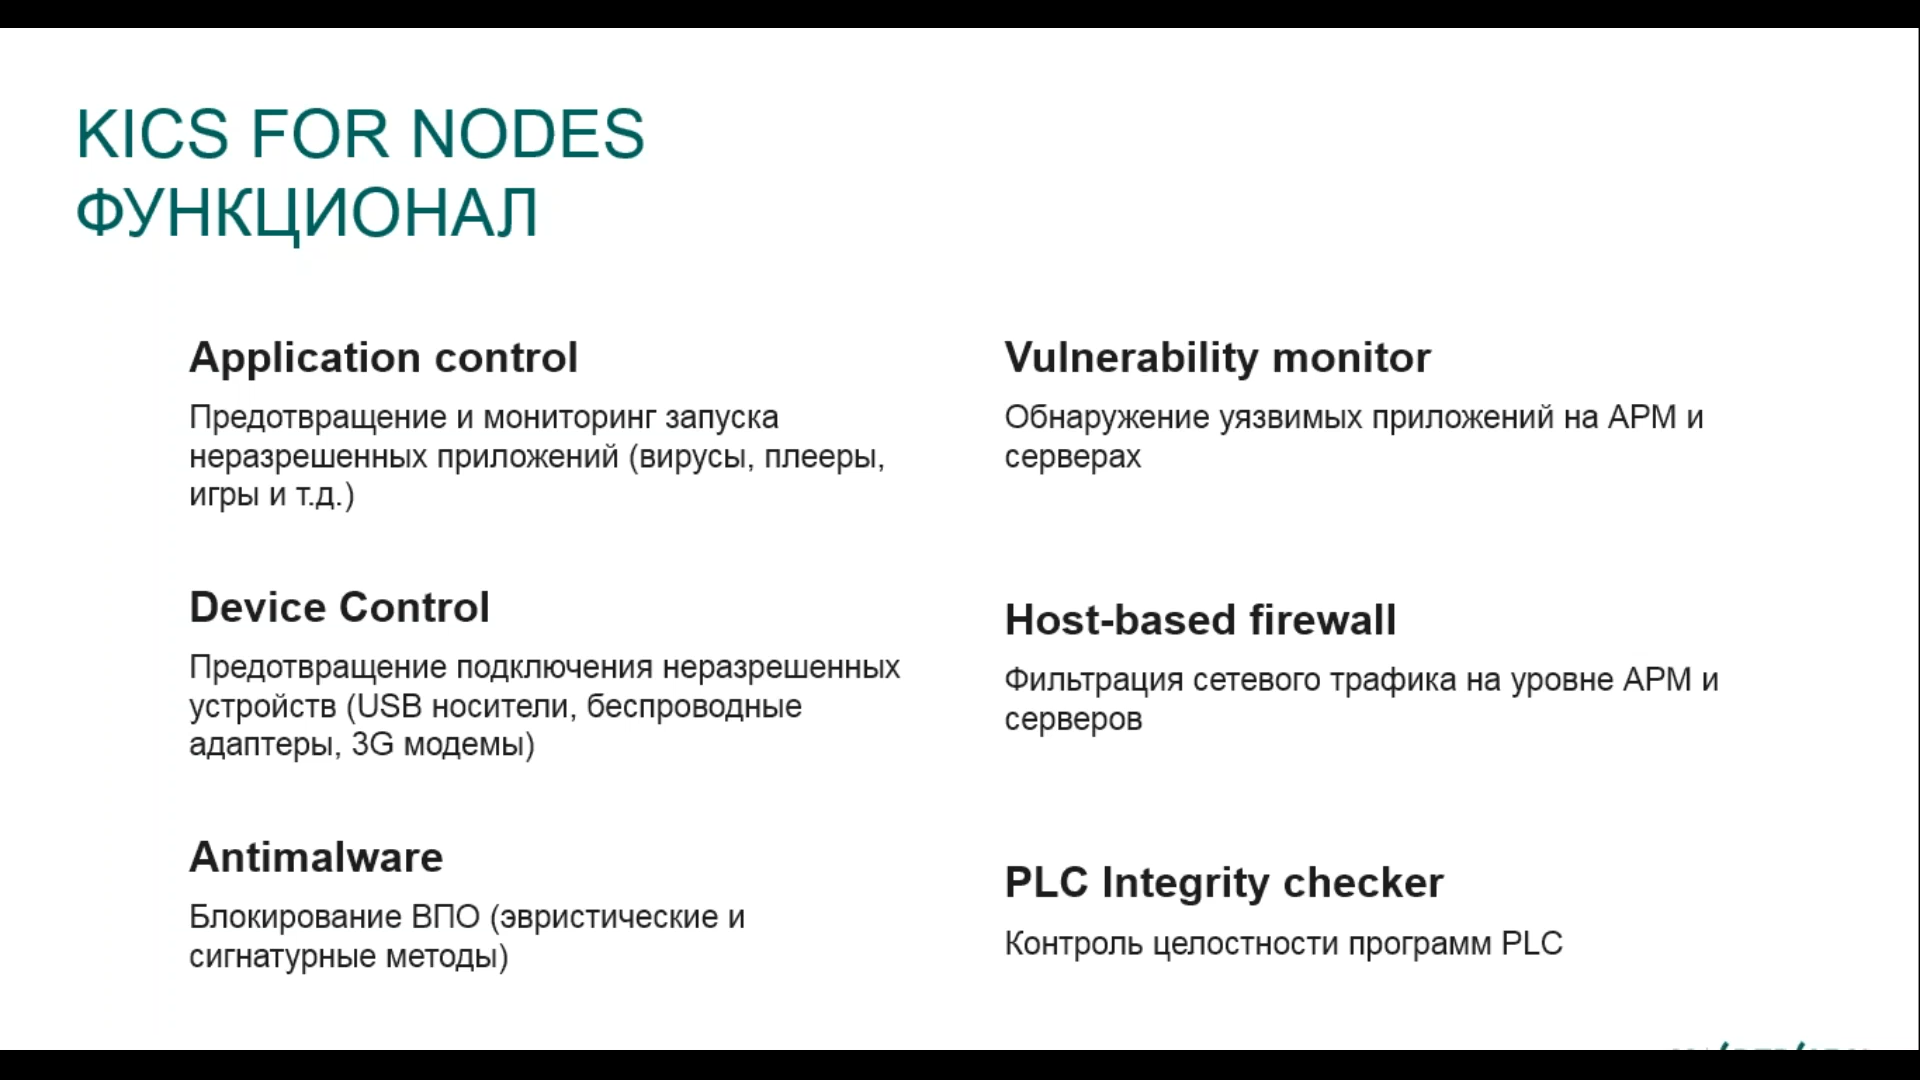 KICS FOR NODES
ФУНКЦИОНАЛ
Application control
Предотвращение и мониторинг запуска
неразрешенных приложений (вирусы, плееры,
игры и т.д.)
Device Control
Предотвращение подключения неразрешенных
устройств (USB носители, беспроводные
адаптеры, 3G модемы)
Antimalware
Блокирование ВПО (эвристические и
сигнатурные методы)
Vulnerability monitor
Обнаружение уязвимых приложений на АРМ и
серверах
Host-based firewall
Фильтрация сетевого трафика на уровне АРМ и
серверов
PLC Integrity checker
Контроль целостности программ PLC